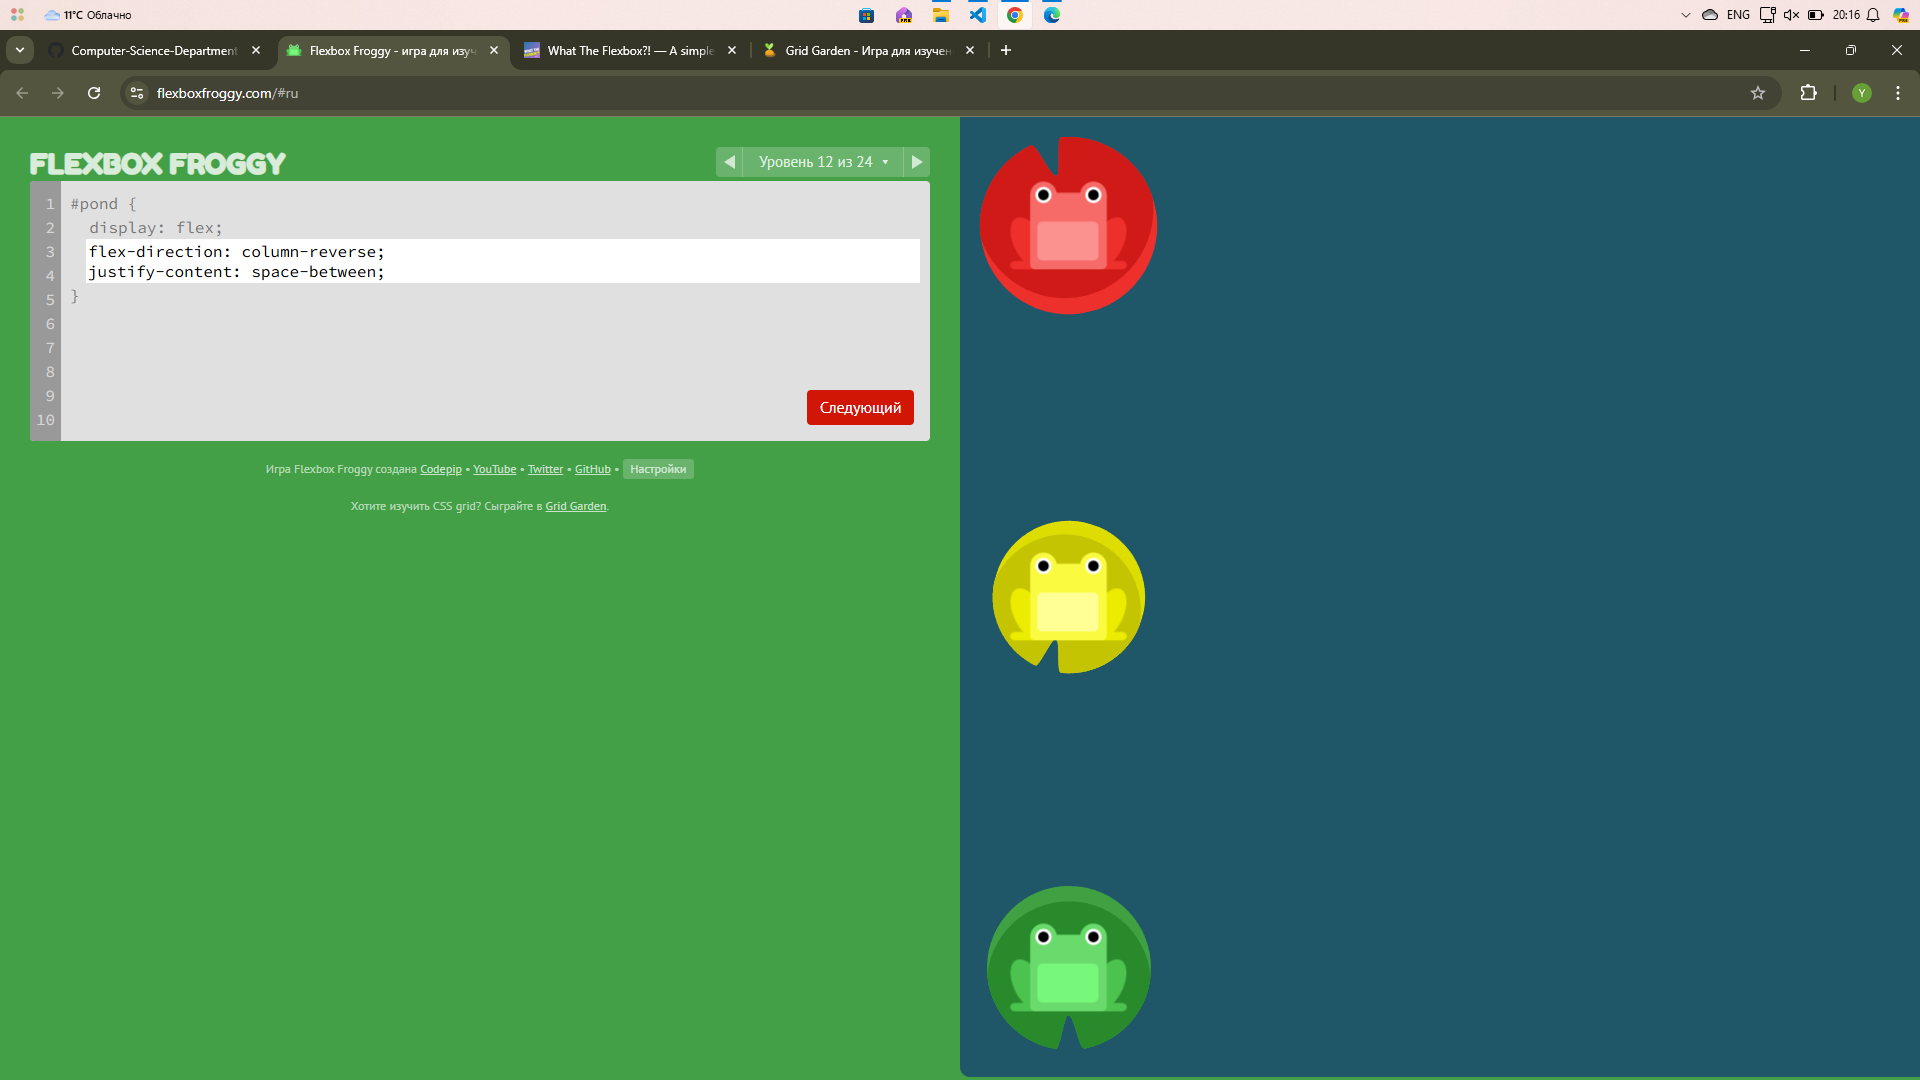 11°C Облачно
ENG
20:16
Computer-Science-Department
Flexbox Froggy - игра для изуч
What The Flexbox?! — A simple
Grid Garden - Игра для изучен
flexboxfroggy.com/#ru
Y
FLEXBOX FROGGY
Уровень 12 из 24
1 #pond {
2 display: flex;
3 flex-direction: column-reverse;
4 justify-content: space-between;
5 }
6
7
8
9
10
Следующий
Игра Flexbox Froggy создана Codepip • YouTube • Twitter • GitHub • Настройки
Хотите изучить CSS grid? Сыграйте в Grid Garden.